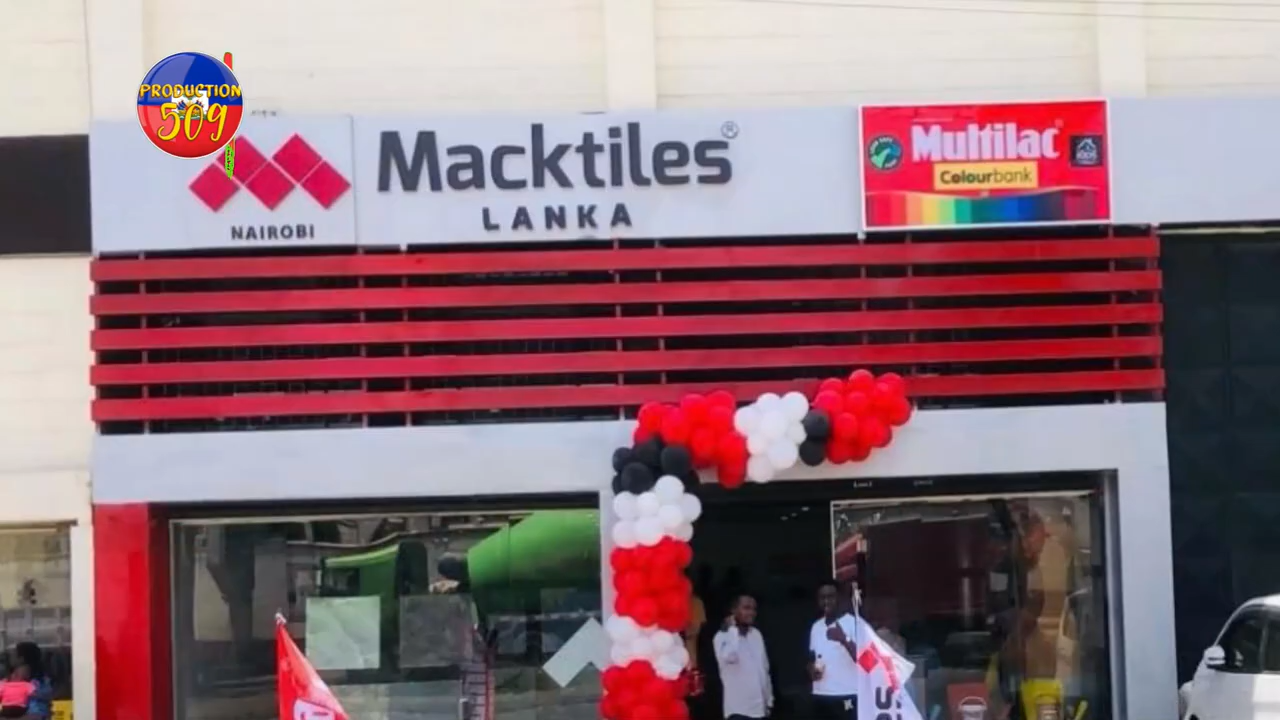 PRODUCTION
509
NAIROBI
Macktiles®
LANKA
Multilac
Colourbank